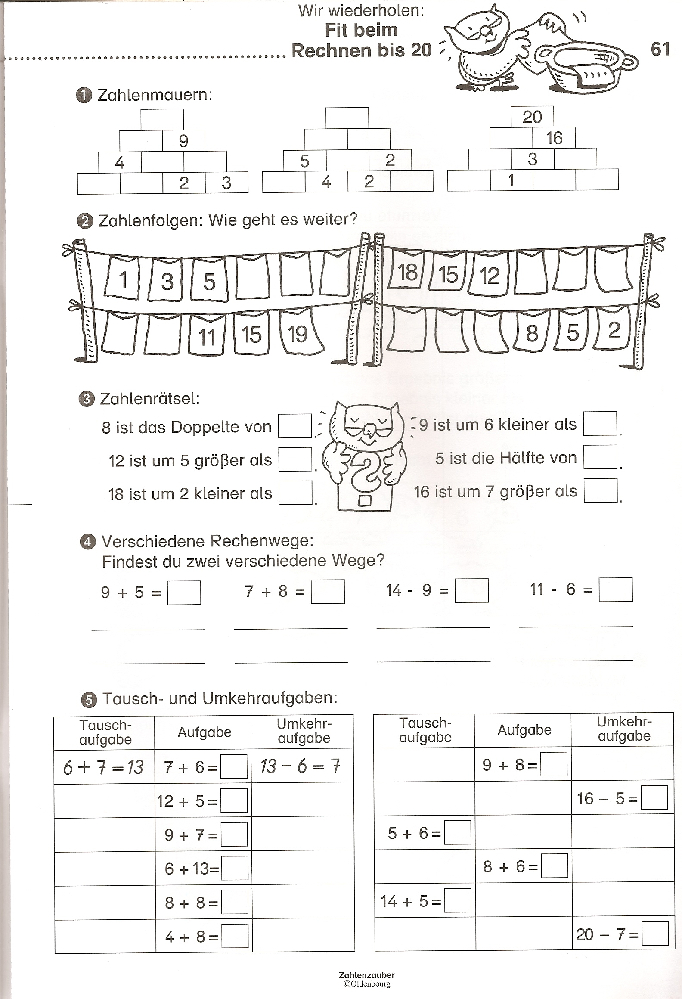 Wir wiederholen:
Fit beim
Rechnen bis 20
61
1 Zahlenmauern:
9
4
2 3
5 2
4 2
20
16
3
1
2 Zahlenfolgen: Wie geht es weiter?
1 3 5
18 15 12
11 15 19
8 5 2
3 Zahlenrätsel:
8 ist das Doppelte von .
12 ist um 5 größer als .
18 ist um 2 kleiner als .
?
9 ist um 6 kleiner als .
5 ist die Hälfte von .
16 ist um 7 größer als .
4 Verschiedene Rechenwege:
Findest du zwei verschiedene Wege?
9 + 5 = 7 + 8 = 14 - 9 = 11 - 6 =
5 Tausch- und Umkehraufgaben:
Tausch-
aufgabe
Aufgabe
Umkehr-
aufgabe
6 + 7 = 13 7 + 6 = 13 - 6 = 7
12 + 5 =
9 + 7 =
6 + 13 =
8 + 8 =
4 + 8 =
Tausch-
aufgabe
Aufgabe
Umkehr-
aufgabe
9 + 8 =
16 - 5 =
5 + 6 =
8 + 6 =
14 + 5 =
20 - 7 =
Zahlenzauber
©Oldenbourg